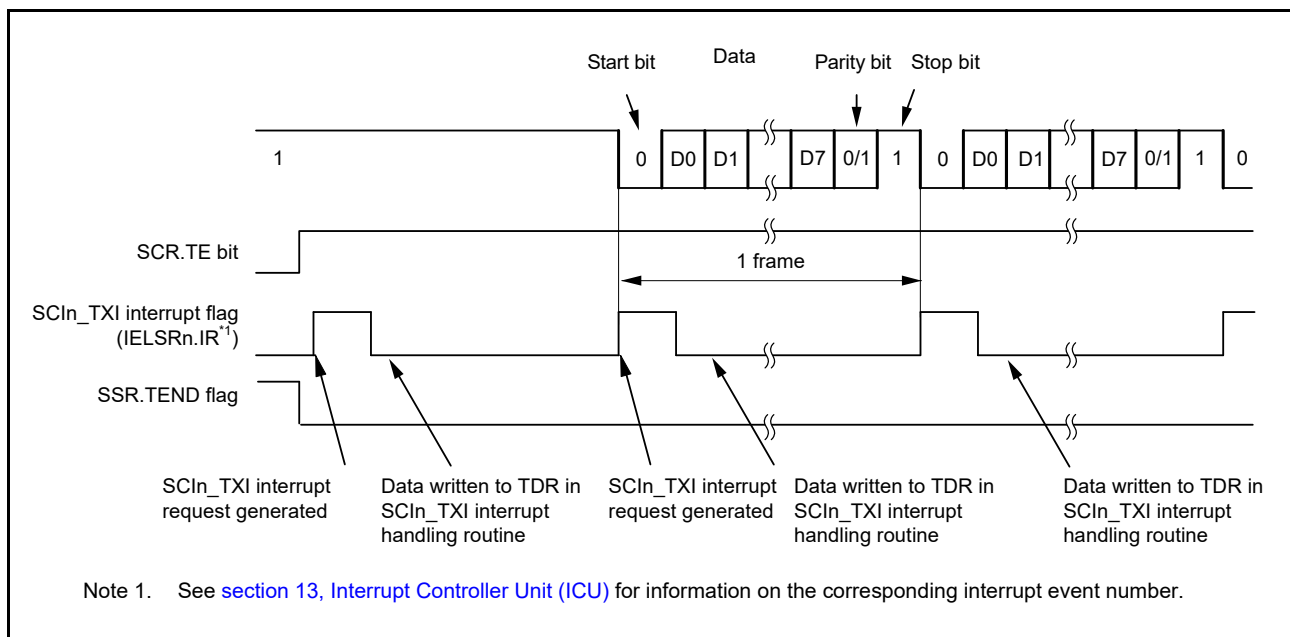 Start bit Data Parity bit Stop bit
1 0 D0 D1 D7 0/1 1 0 D0 D1 D7 0/1 1 0
SCR.TE bit
1 frame
SCIn_TXI interrupt flag
(IELSRn.IR*1)
SSR.TEND flag
SCIn_TXI interrupt
request generated
Data written to TDR in
SCIn_TXI interrupt
handling routine
SCIn_TXI interrupt
request generated
Data written to TDR in
SCIn_TXI interrupt
handling routine
Data written to TDR in
SCIn_TXI interrupt
handling routine
Note 1. See section 13, Interrupt Controller Unit (ICU) for information on the corresponding interrupt event number.